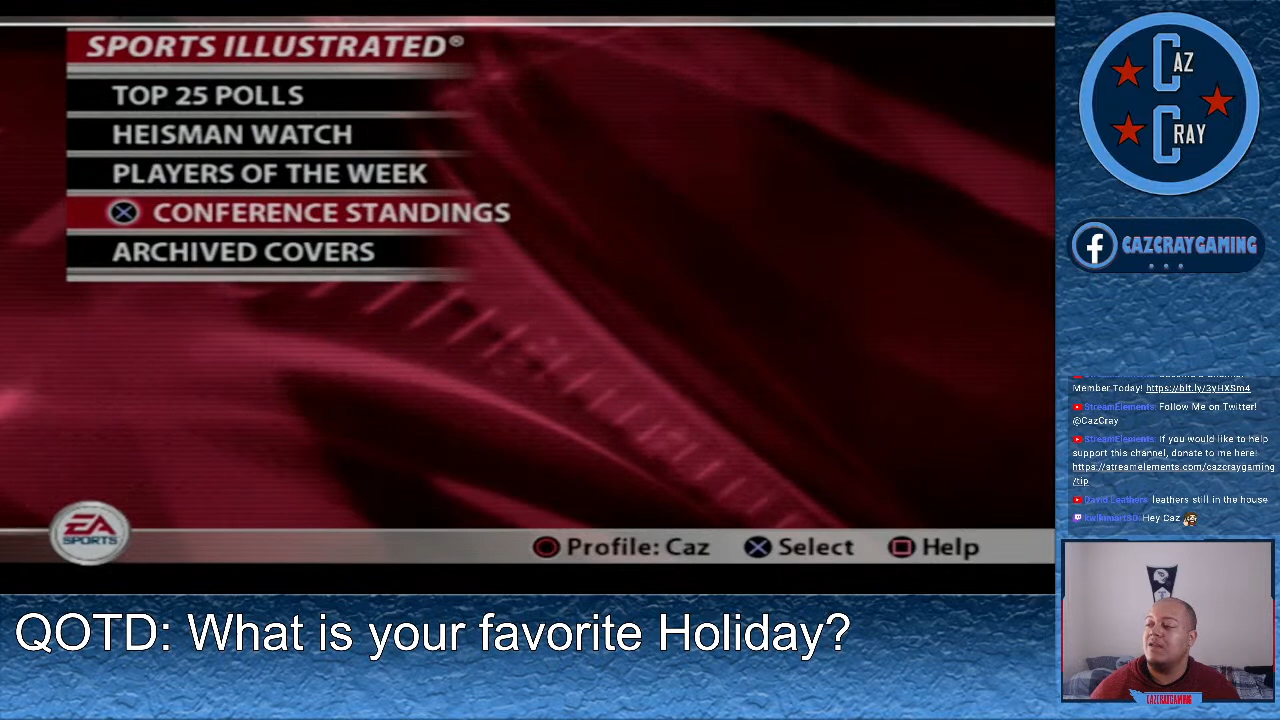 SPORTS ILLUSTRATED®
TOP 25 POLLS
HEISMAN WATCH
PLAYERS OF THE WEEK
CONFERENCE STANDINGS
ARCHIVED COVERS
EA
SPORTS
Profile: Caz Select Help
QOTD: What is your favorite Holiday?
CAZ
CRAY
CAZCRAYGAMING
Member Today! https://bit.ly/3yHXSm4
StreamElements: Follow Me on Twitter!
@CazCray
StreamElements: If you would like to help
support this channel, donate to me here!
https://streamelements.com/cazcraygaming
/tip
David Leathers: leathers still in the house
Hey Caz
CAZCRAYGAMING